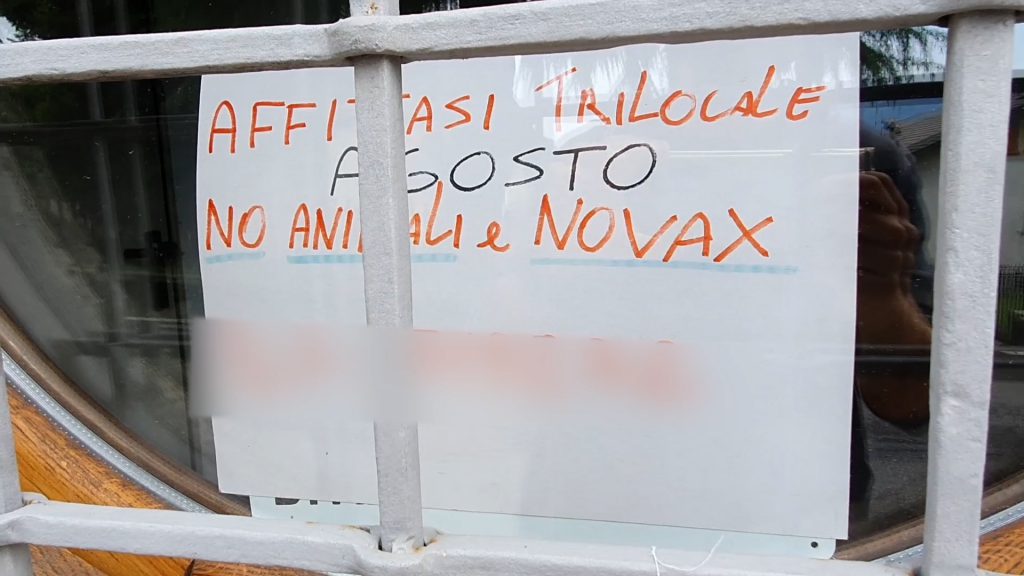 AFFITTASI TRILOCALE
AGOSTO
NO ANIMALI e NOVAX